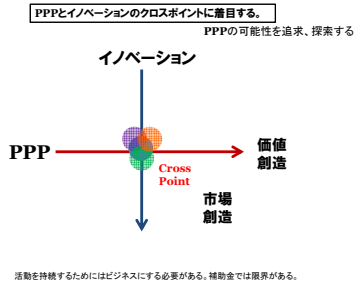 PPPとイノベーションのクロスポイントに着目する。
PPPの可能性を追求、探索する
イノベーション
PPP
価値
創造
Cross
Point
市場
創造
活動を持続するためにはビジネスにする必要がある。補助金では限界がある。